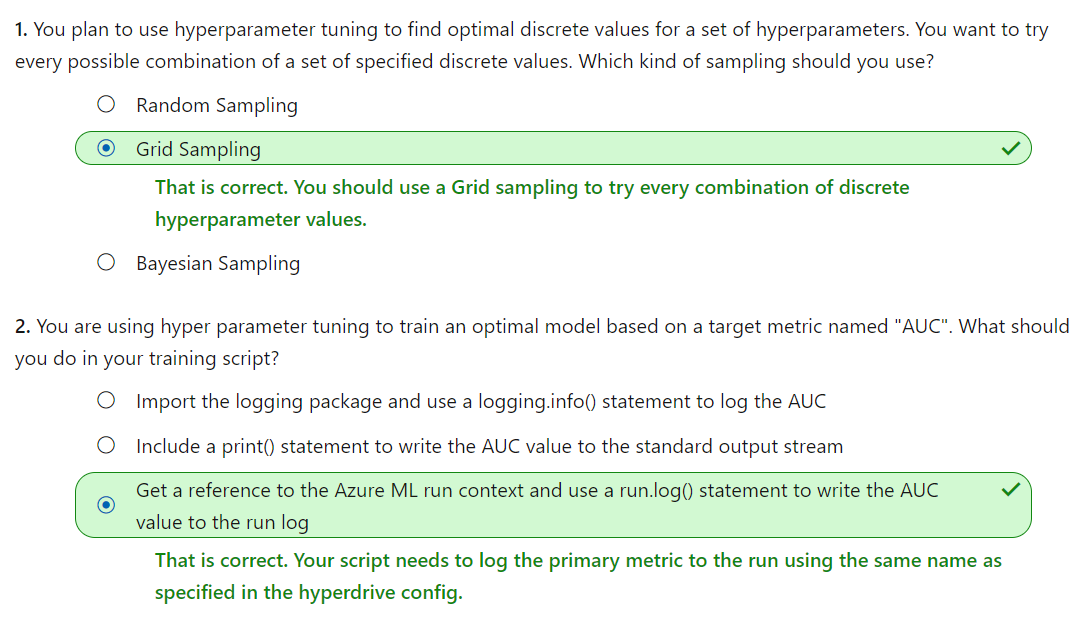 1. You plan to use hyperparameter tuning to find optimal discrete values for a set of hyperparameters. You want to try
every possible combination of a set of specified discrete values. Which kind of sampling should you use?
Random Sampling
Grid Sampling
That is correct. You should use a Grid sampling to try every combination of discrete
hyperparameter values.
Bayesian Sampling
2. You are using hyper parameter tuning to train an optimal model based on a target metric named "AUC". What should
you do in your training script?
Import the logging package and use a logging.info() statement to log the AUC
Include a print() statement to write the AUC value to the standard output stream
Get a reference to the Azure ML run context and use a run.log() statement to write the AUC
value to the run log
That is correct. Your script needs to log the primary metric to the run using the same name as
specified in the hyperdrive config.